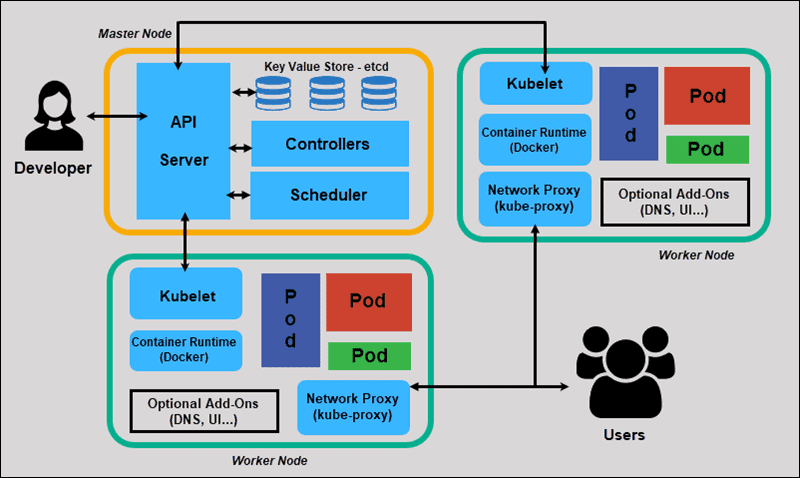 Master Node
Key Value Store - etcd
API
Server
Controllers
Scheduler
Developer
Kubelet
Container Runtime
(Docker)
Network Proxy
(kube-proxy)
P
o
d
Pod
Pod
Optional Add-Ons
(DNS, UI...)
Worker Node
Kubelet
Container Runtime
(Docker)
P
o
d
Pod
Pod
Optional Add-Ons
(DNS, UI...)
Network Proxy
(kube-proxy)
Worker Node
Users